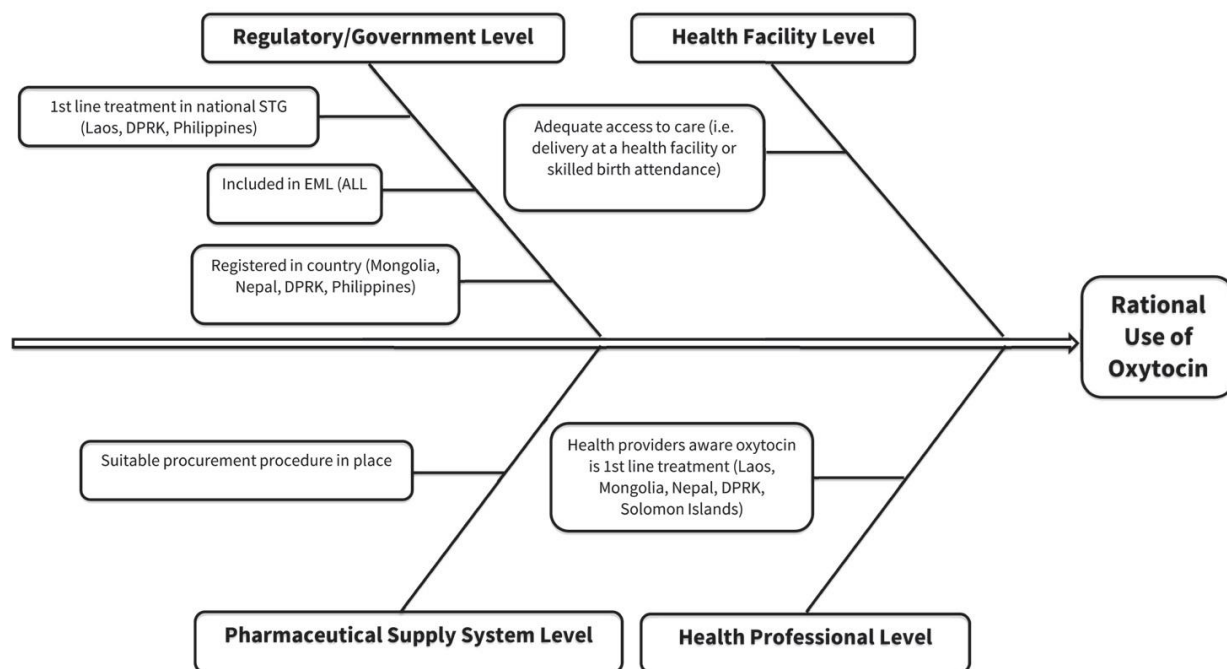 Regulatory/Government Level
Health Facility Level
1st line treatment in national STG
(Laos, DPRK, Philippines)
Adequate access to care (i.e.
delivery at a health facility or
skilled birth attendance)
Included in EML (ALL
Registered in country (Mongolia,
Nepal, DPRK, Philippines)
Rational
Use of
Oxytocin
Suitable procurement procedure in place
Health providers aware oxytocin
is 1st line treatment (Laos,
Mongolia, Nepal, DPRK,
Solomon Islands)
Pharmaceutical Supply System Level
Health Professional Level